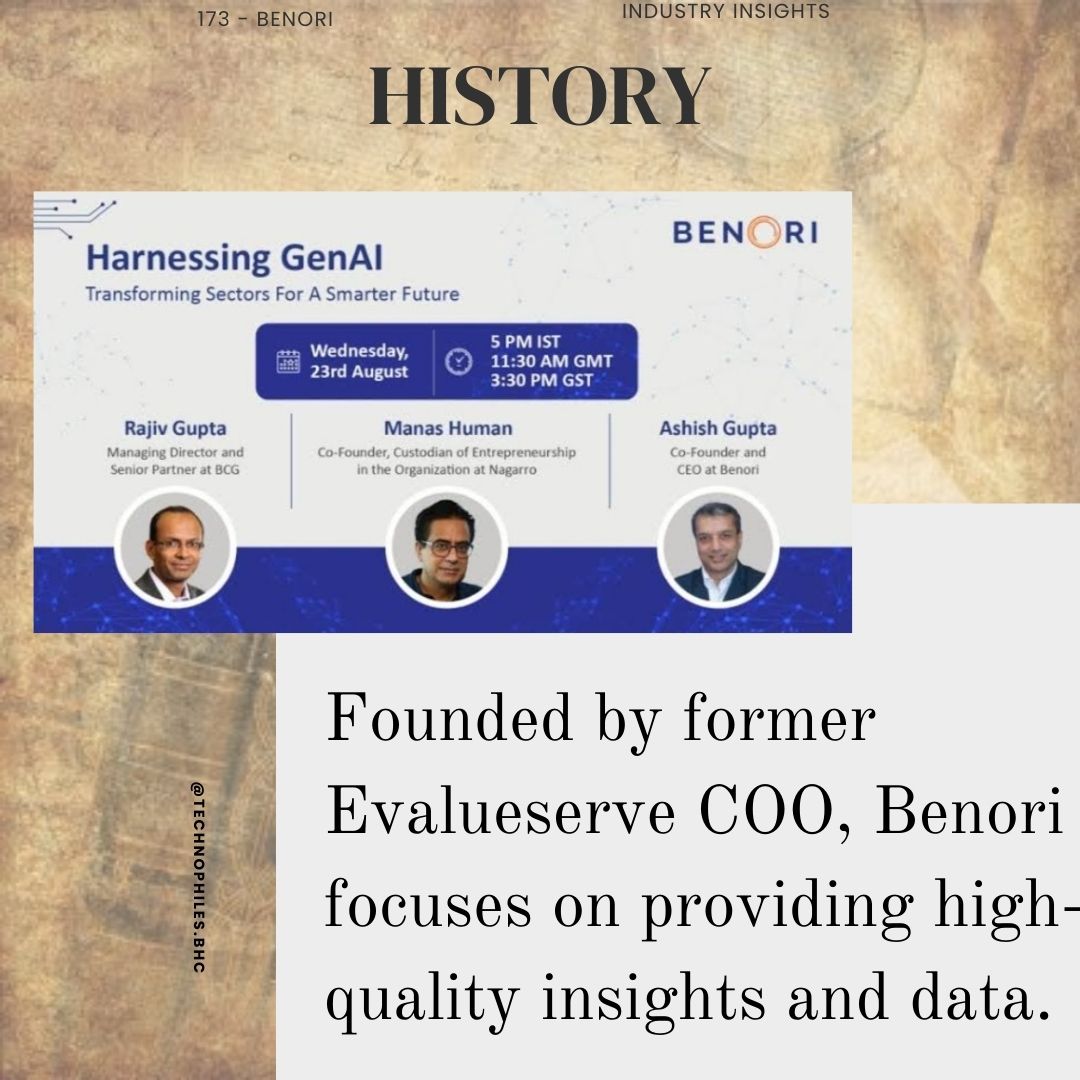 173 - BENORI
INDUSTRY INSIGHTS
HISTORY
BENORI
Harnessing GenAI
Transforming Sectors For A Smarter Future
Wednesday,
23rd August
5 PM IST
11:30 AM GMT
3:30 PM GST
Rajiv Gupta
Managing Director and
Senior Partner at BCG
Manas Human
Co-Founder, Custodian of Entrepreneurship
in the Organization at Nagarro
Ashish Gupta
Co-Founder and
CEO at Benori
Founded by former
Evalueserve COO, Benori
focuses on providing high-
quality insights and data.
@TECHNOPHILES.BHC